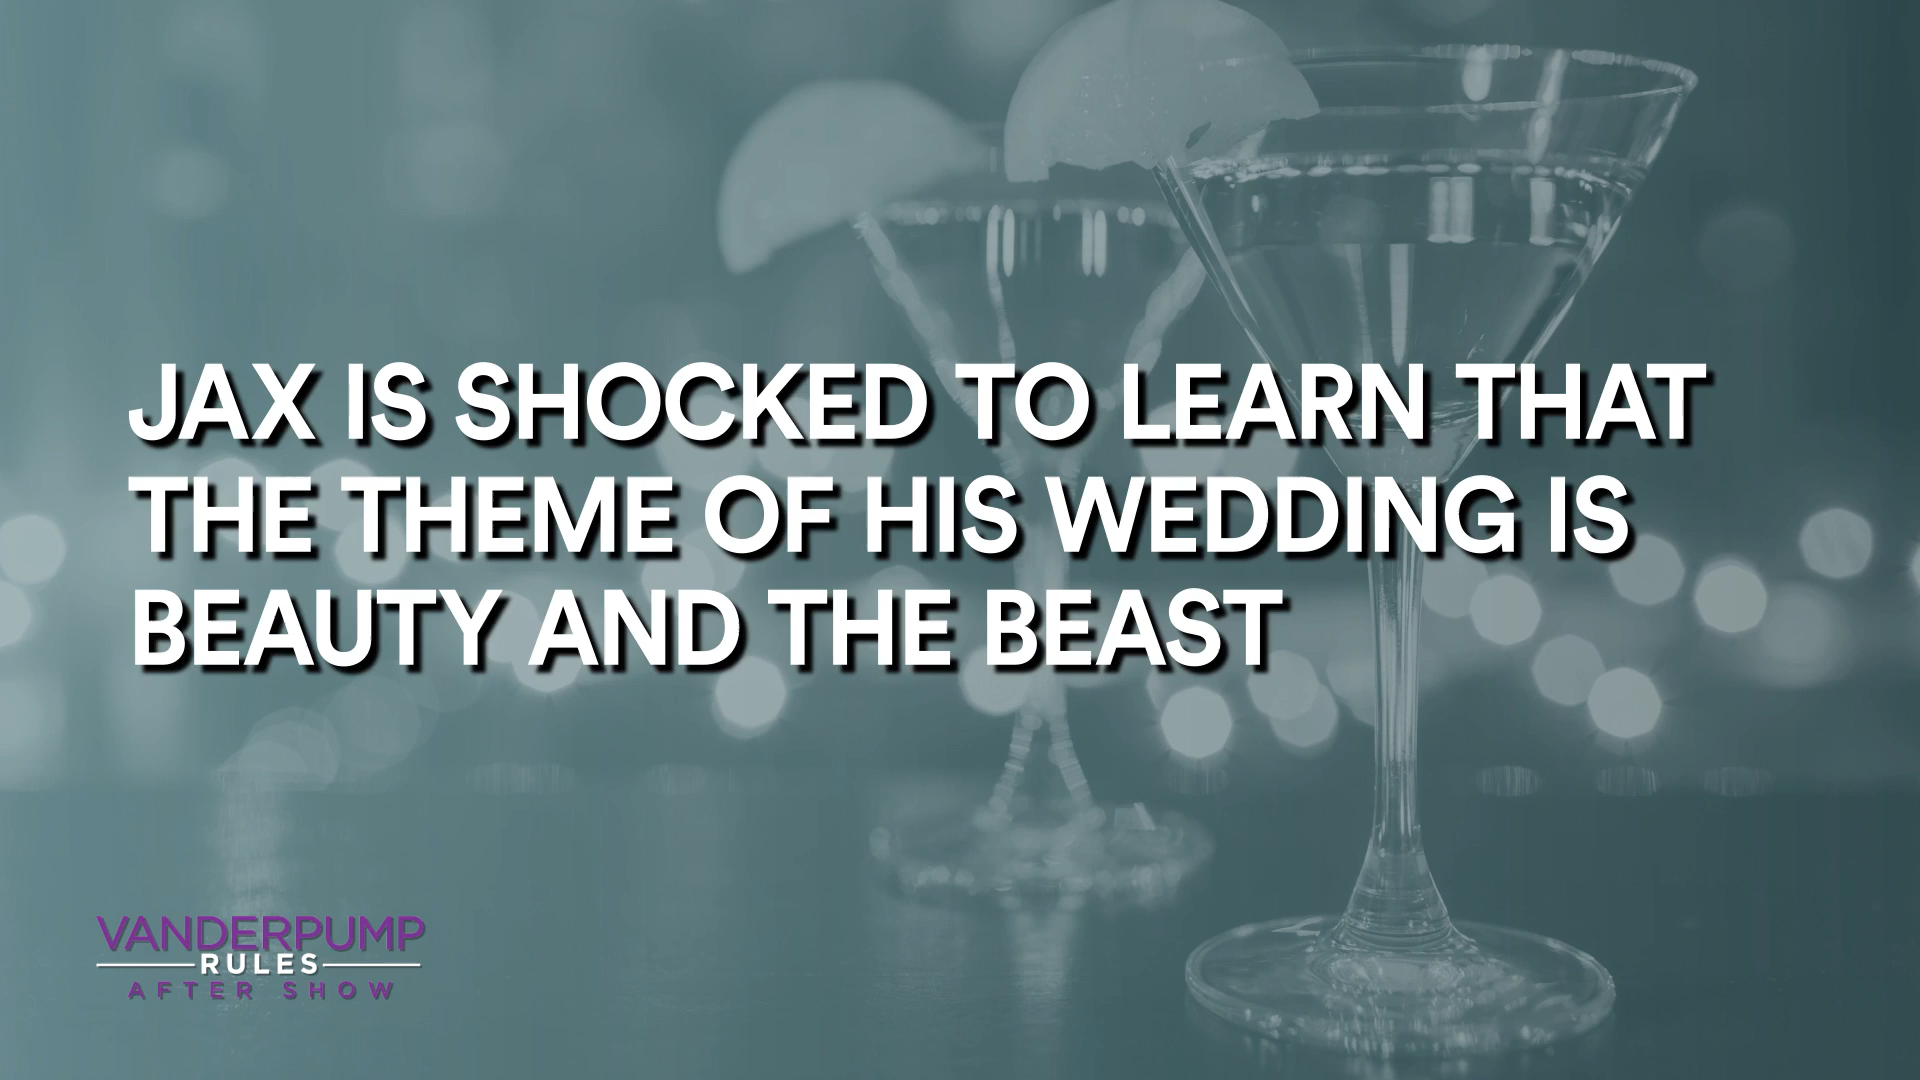 JAX IS SHOCKED TO LEARN THAT
THE THEME OF HIS WEDDING IS
BEAUTY AND THE BEAST
VANDERPUMP
RULES
AFTER SHOW